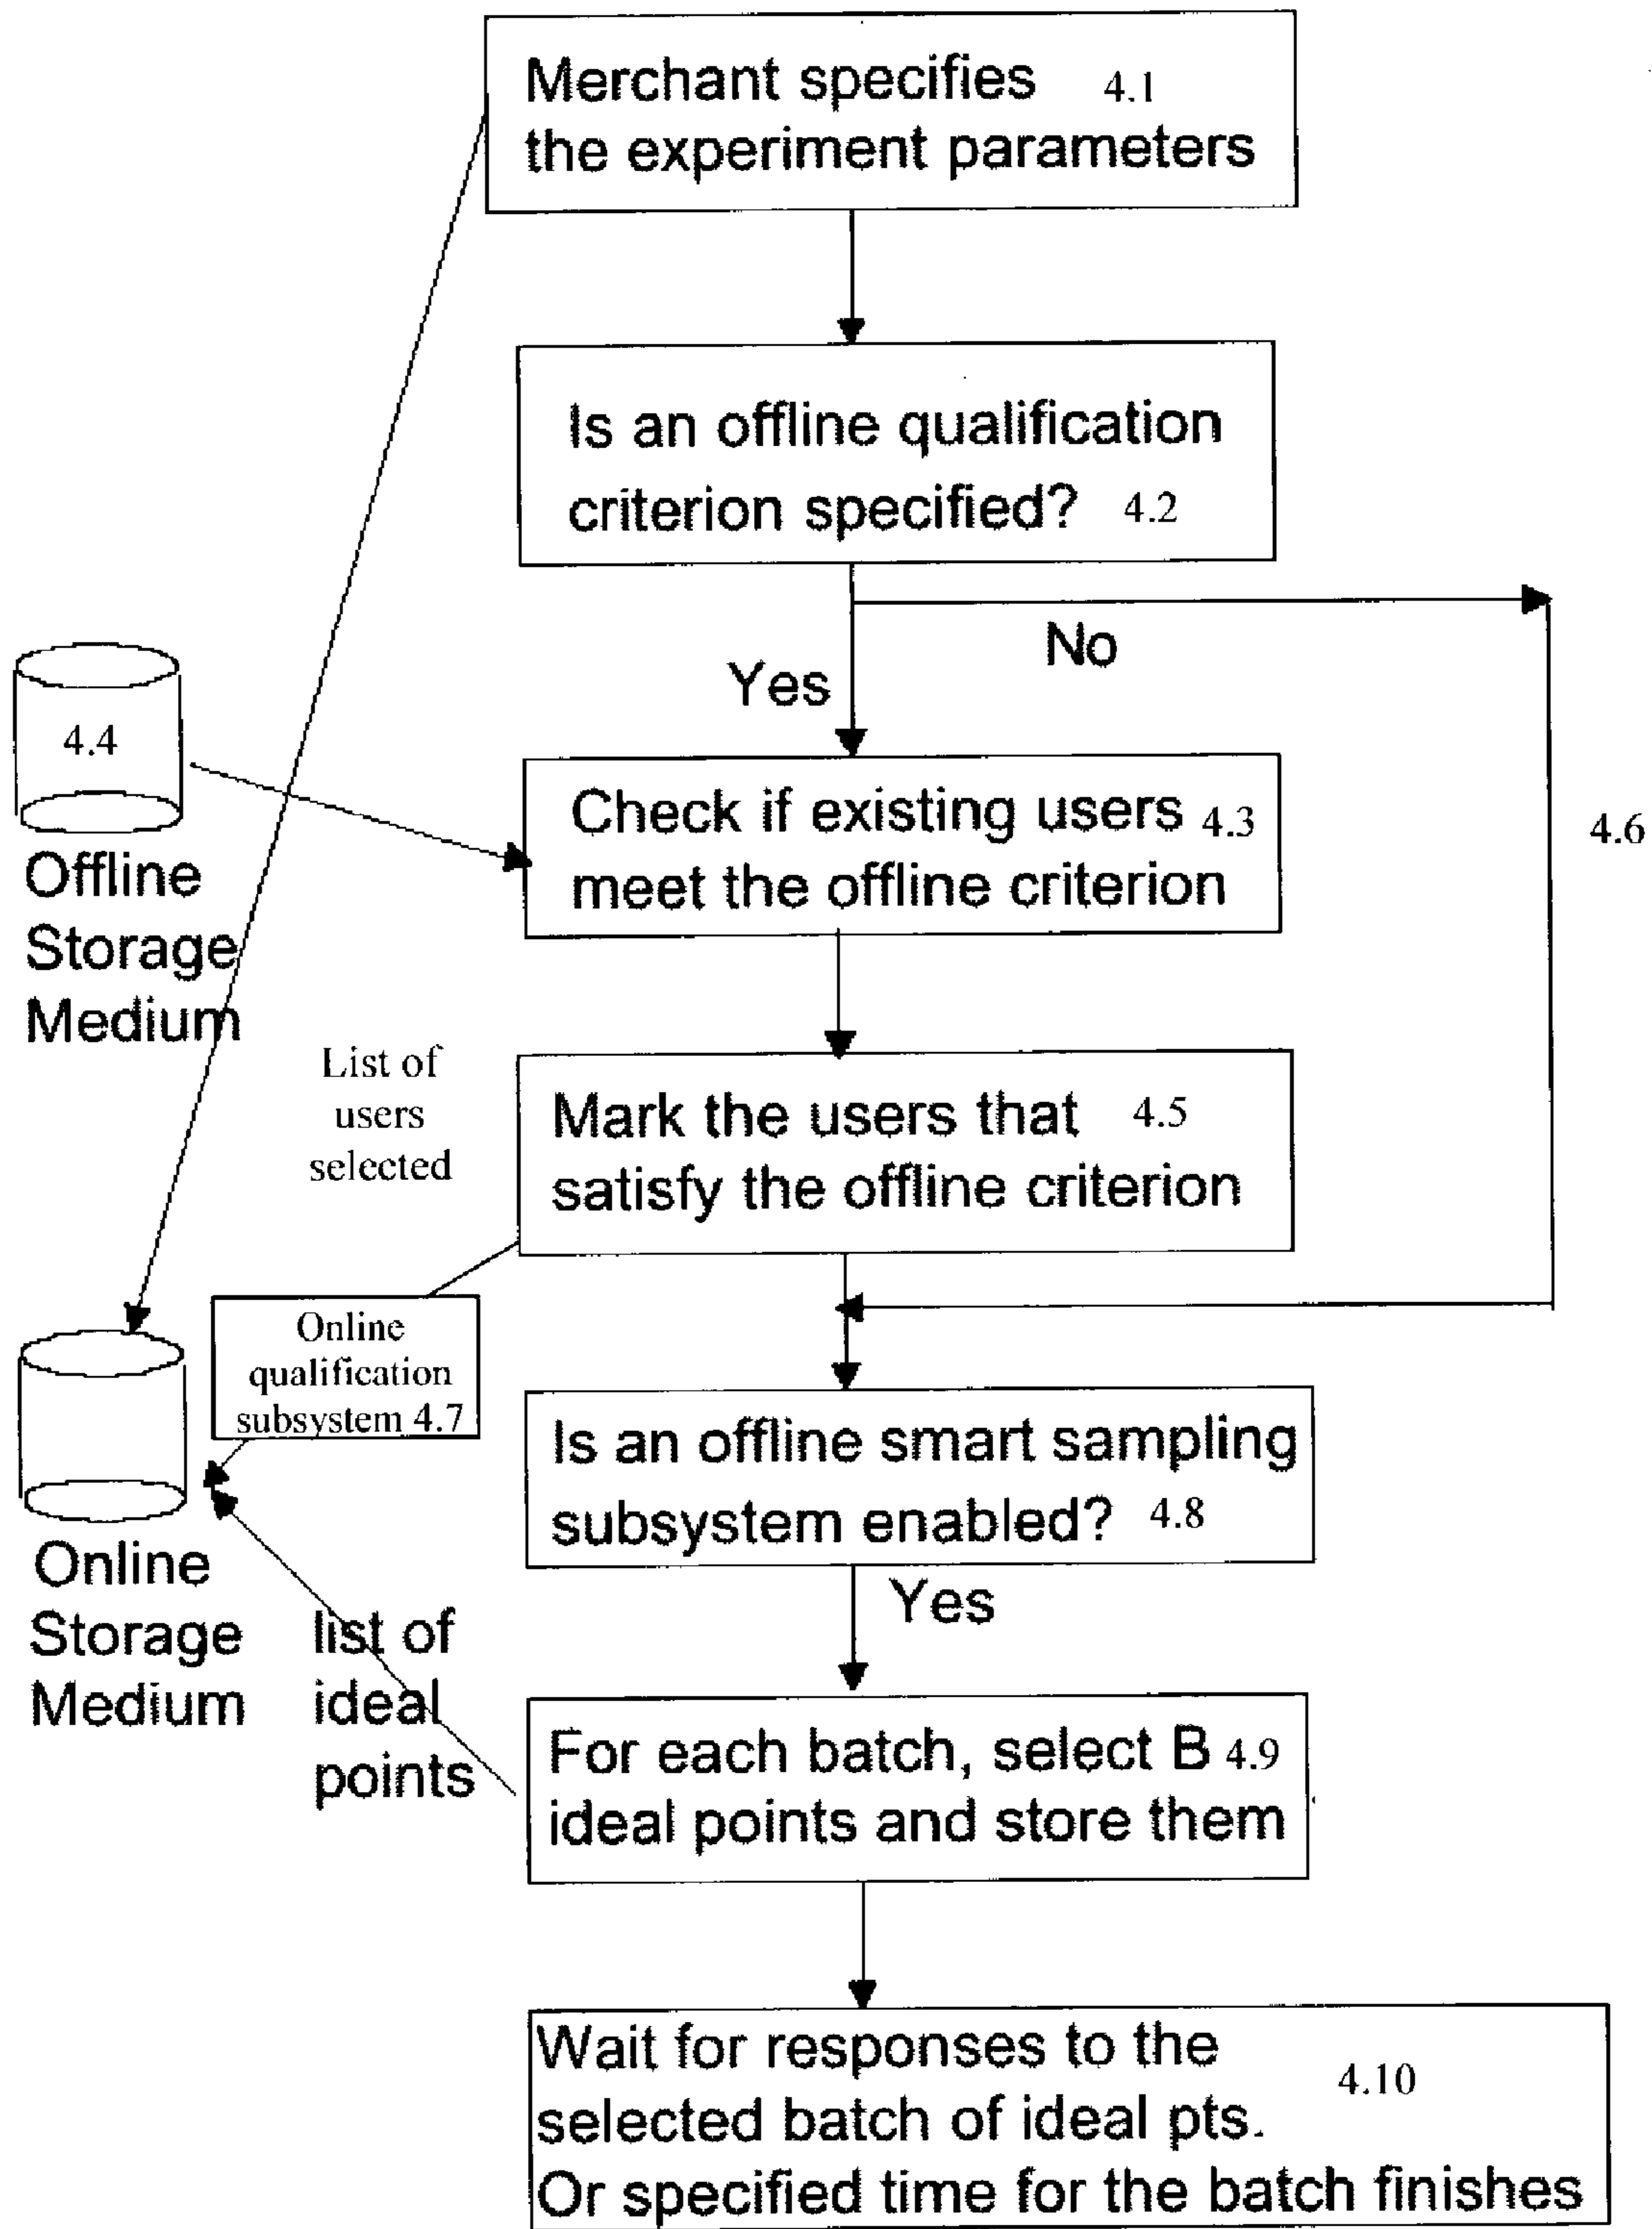 Merchant specifies 4.1
the experiment parameters
Is an offline qualification
criterion specified? 4.2
No
Yes
4.4
Offline
Storage
Medium
Check if existing users 4.3
meet the offline criterion
4.6
List of
users
selected
Mark the users that 4.5
satisfy the offline criterion
Online
qualification
subsystem 4.7
Online
Storage
Medium
Is an offline smart sampling
subsystem enabled? 4.8
Yes
list of
ideal
points
For each batch, select B 4.9
ideal points and store them
Wait for responses to the
selected batch of ideal pts. 4.10
Or specified time for the batch finishes